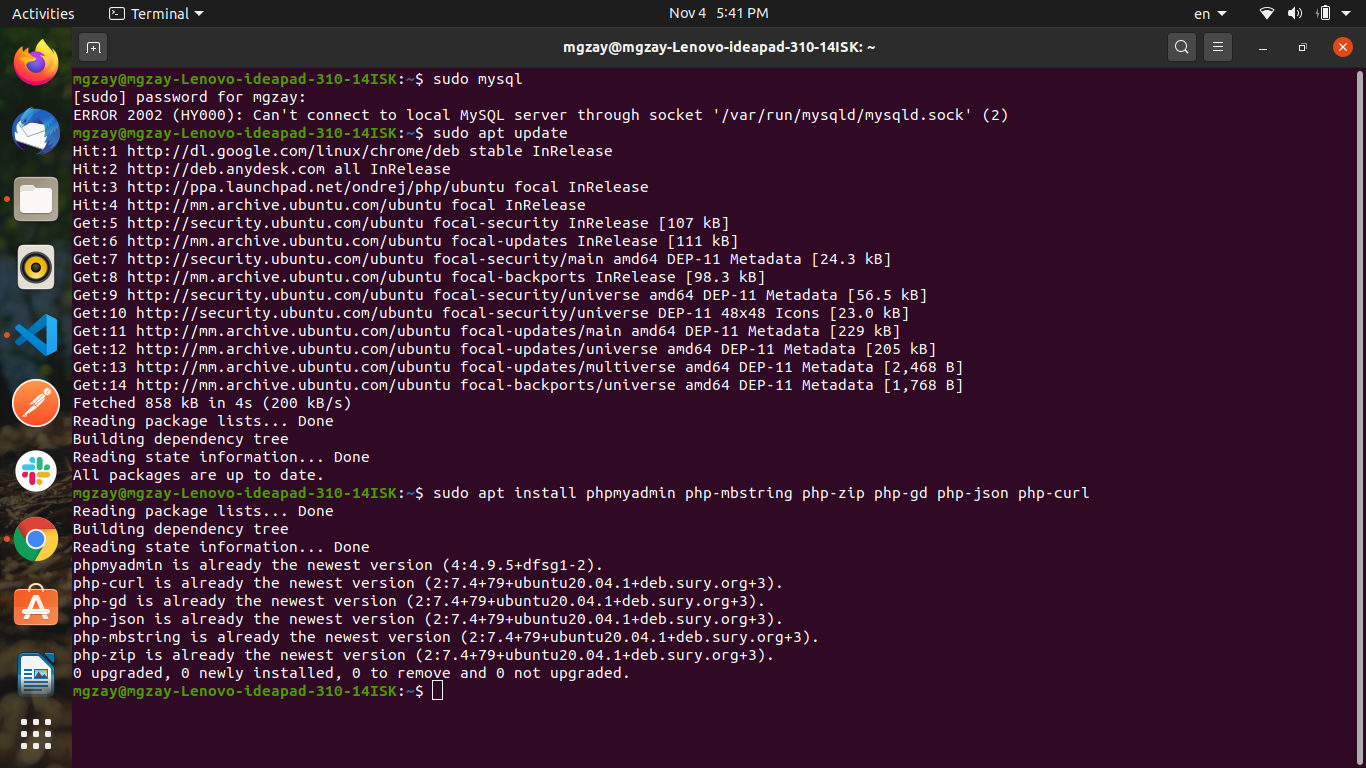 Activities
Terminal
Nov 4 5:41 PM
en
mgzay@mgzay-Lenovo-ideapad-310-14ISK: ~
mgzay@mgzay-Lenovo-ideapad-310-14ISK:~$ sudo mysql
[sudo] password for mgzay:
ERROR 2002 (HY000): Can't connect to local MySQL server through socket '/var/run/mysqld/mysqld.sock' (2)
mgzay@mgzay-Lenovo-ideapad-310-14ISK:~$ sudo apt update
Hit:1 http://dl.google.com/linux/chrome/deb stable InRelease
Hit:2 http://deb.anydesk.com all InRelease
Hit:3 http://ppa.launchpad.net/ondrej/php/ubuntu focal InRelease
Hit:4 http://mm.archive.ubuntu.com/ubuntu focal InRelease
Get:5 http://security.ubuntu.com/ubuntu focal-security InRelease [107 kB]
Get:6 http://mm.archive.ubuntu.com/ubuntu focal-updates InRelease [111 kB]
Get:7 http://security.ubuntu.com/ubuntu focal-security/main amd64 DEP-11 Metadata [24.3 kB]
Get:8 http://mm.archive.ubuntu.com/ubuntu focal-backports InRelease [98.3 kB]
Get:9 http://security.ubuntu.com/ubuntu focal-security/universe amd64 DEP-11 Metadata [56.5 kB]
Get:10 http://security.ubuntu.com/ubuntu focal-security/universe DEP-11 48x48 Icons [23.0 kB]
Get:11 http://mm.archive.ubuntu.com/ubuntu focal-updates/main amd64 DEP-11 Metadata [229 kB]
Get:12 http://mm.archive.ubuntu.com/ubuntu focal-updates/universe amd64 DEP-11 Metadata [205 kB]
Get:13 http://mm.archive.ubuntu.com/ubuntu focal-updates/multiverse amd64 DEP-11 Metadata [2,468 B]
Get:14 http://mm.archive.ubuntu.com/ubuntu focal-backports/universe amd64 DEP-11 Metadata [1,768 B]
Fetched 858 kB in 4s (200 kB/s)
Reading package lists... Done
Building dependency tree
Reading state information... Done
All packages are up to date.
mgzay@mgzay-Lenovo-ideapad-310-14ISK:~$ sudo apt install phpmyadmin php-mbstring php-zip php-gd php-json php-curl
Reading package lists... Done
Building dependency tree
Reading state information... Done
phpmyadmin is already the newest version (4:4.9.5+dfsg1-2).
php-curl is already the newest version (2:7.4+79+ubuntu20.04.1+deb.sury.org+3).
php-gd is already the newest version (2:7.4+79+ubuntu20.04.1+deb.sury.org+3).
php-json is already the newest version (2:7.4+79+ubuntu20.04.1+deb.sury.org+3).
php-mbstring is already the newest version (2:7.4+79+ubuntu20.04.1+deb.sury.org+3).
php-zip is already the newest version (2:7.4+79+ubuntu20.04.1+deb.sury.org+3).
0 upgraded, 0 newly installed, 0 to remove and 0 not upgraded.
mgzay@mgzay-Lenovo-ideapad-310-14ISK:~$